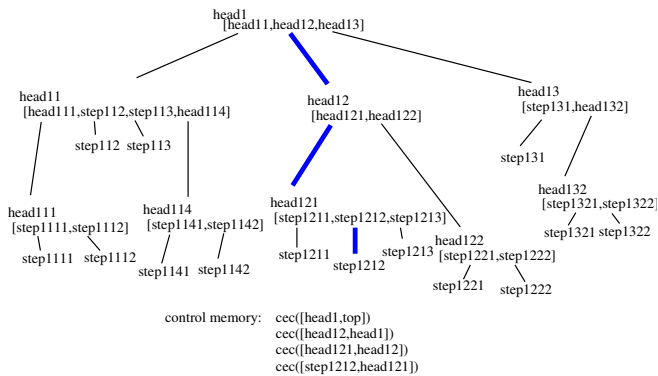 head1
[head11,head12,head13]
head11
[head111,step112,step113,head114]
head12
[head121,head122]
head13
[step131,head132]
step112 step113
step131
head111
[step1111,step1112]
head114
[step1141,step1142]
head121
[step1211,step1212,step1213]
head132
[step1321,step1322]
step1111 step1112
step1141 step1142
step1211
step1212
step1213
head122
[step1221,step1222]
step1321 step1322
step1221 step1222
control memory: cec([head1,top])
cec([head12,head1])
cec([head121,head12])
cec([step1212,head121])